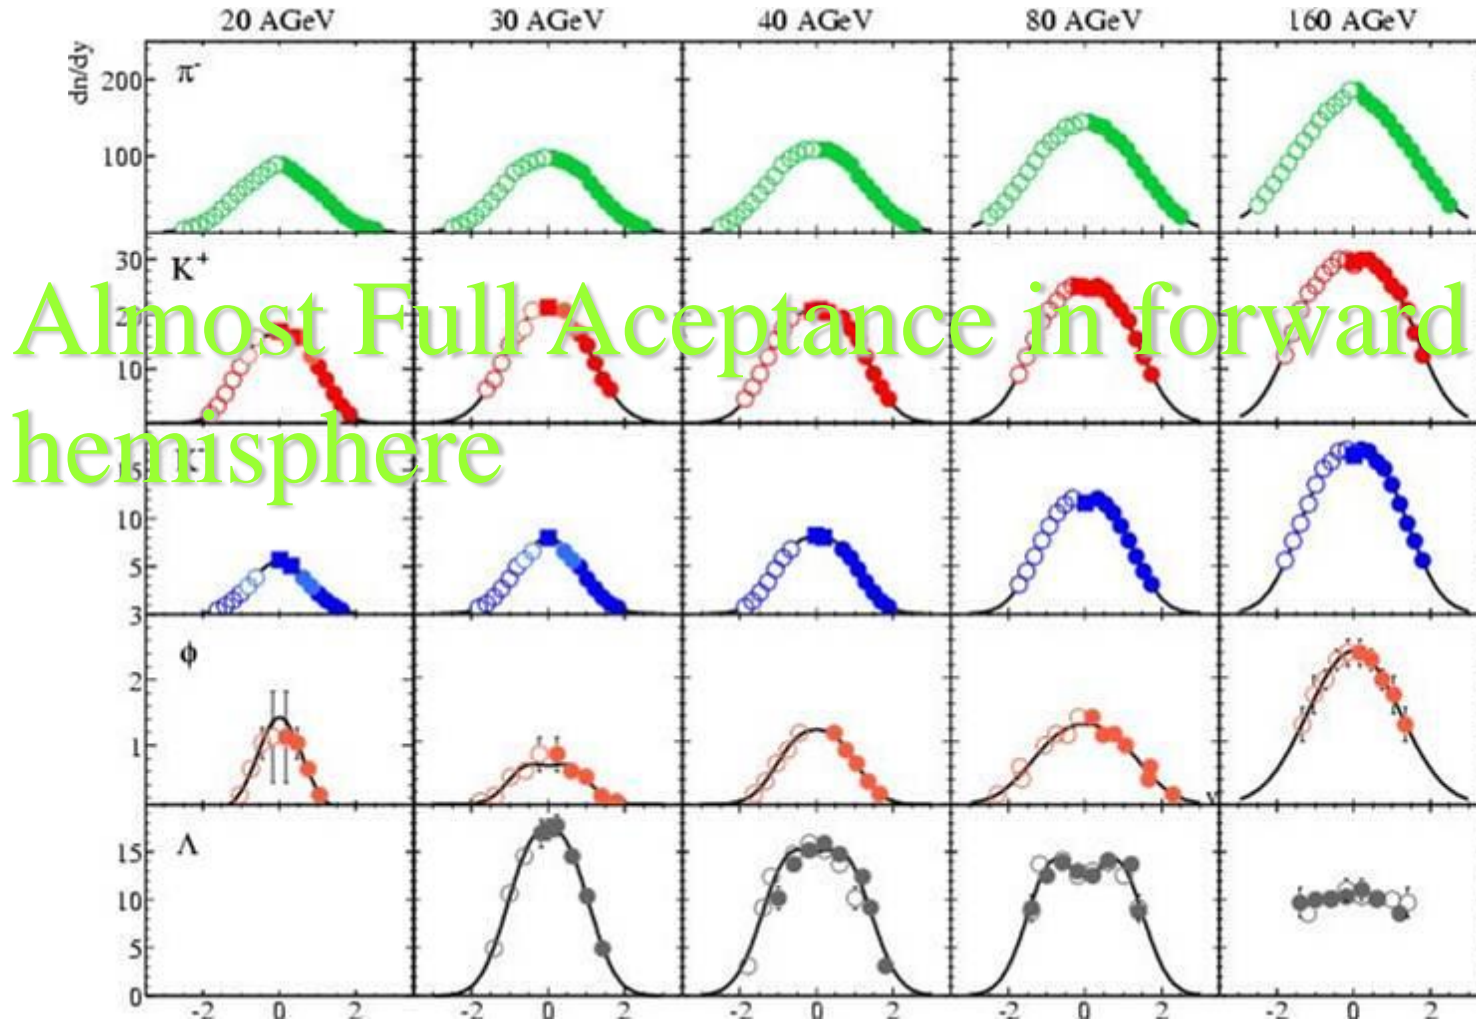 20 AGeV 30 AGeV 40 AGeV 80 AGeV 160 AGeV
dn/dy
π-
200
100
K+
30
20
10
Almost Full Aceptance in forward
hemisphere
15
10
5
3
φ
2
1
Λ
15
10
5
0
-2 0 2 -2 0 2 -2 0 2 -2 0 2 -2 0 2